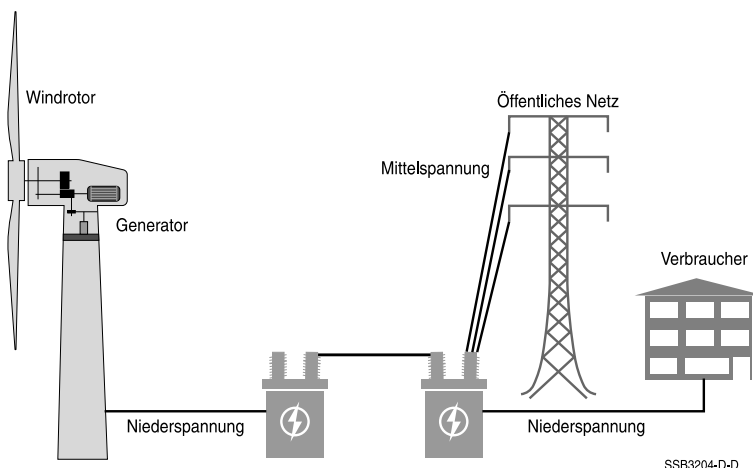 Windrotor
Öffentliches Netz
Mittelspannung
Generator
Verbraucher
Niederspannung
Niederspannung
SSB3204-D-D